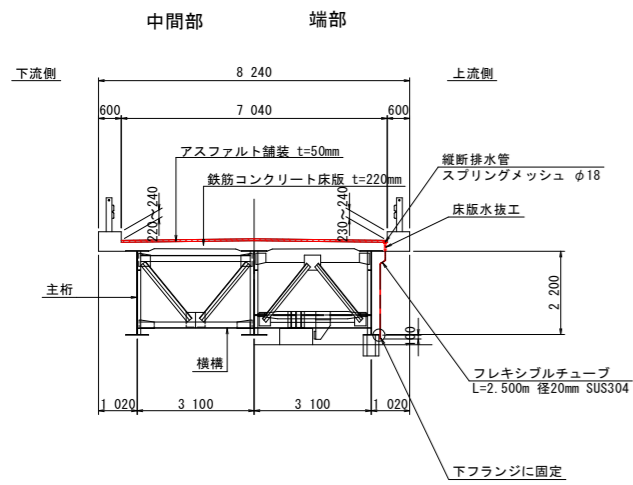 中間部
端部
下流側
8 240
上流側
600
7 040
600
アスファルト舗装 t=50mm
縦断排水管
スプリングメッシュ φ18
鉄筋コンクリート床版 t=220mm
床版水抜工
220～240
230～240
主桁
2 200
100
横構
フレキシブルチューブ
L=2.500m 径20mm SUS304
1 020
3 100
3 100
1 020
下フランジに固定